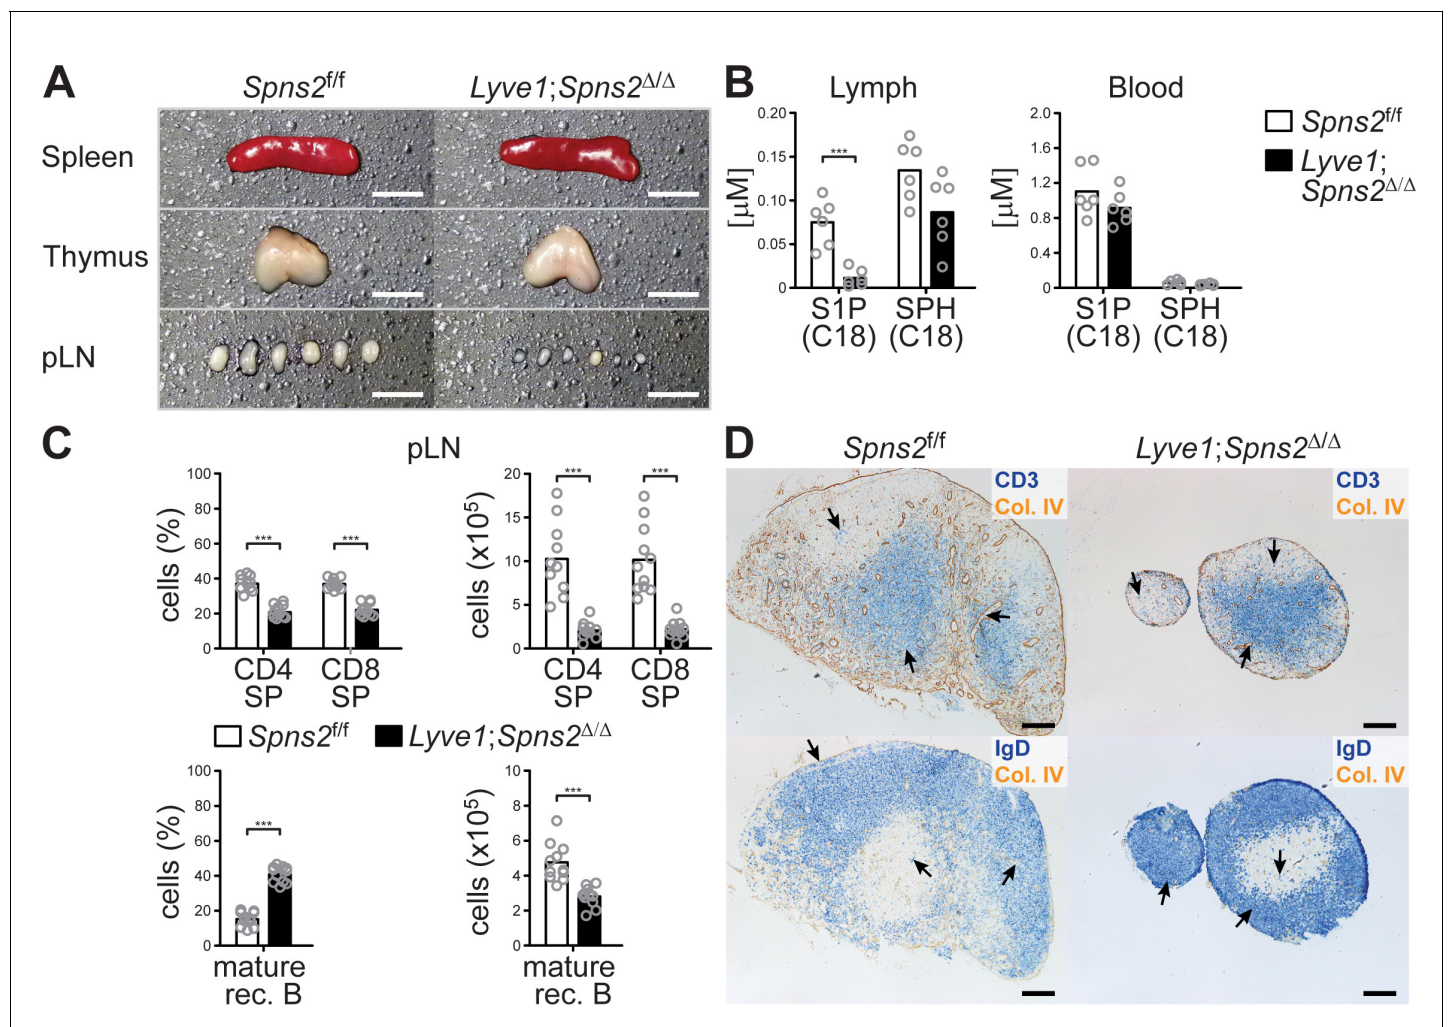 A
Spns2f/f
Lyve1;Spns2Δ/Δ
Spleen
Thymus
pLN
B
Lymph
Blood
Spns2f/f
Lyve1;
Spns2Δ/Δ
[μM]
0.20
0.15
0.10
0.05
0
***
S1P
(C18)
SPH
(C18)
[μM]
2.0
1.6
1.2
0.8
0.4
0
S1P
(C18)
SPH
(C18)
C
pLN
cells (%)
100
80
60
40
20
0
***
***
CD4
SP
CD8
SP
cells (x105)
20
15
10
5
0
***
***
CD4
SP
CD8
SP
Spns2f/f
Lyve1;Spns2Δ/Δ
cells (%)
100
80
60
40
20
0
***
mature
rec. B
cells (x105)
10
8
6
4
2
0
***
mature
rec. B
D
Spns2f/f
Lyve1;Spns2Δ/Δ
CD3
Col. IV
CD3
Col. IV
IgD
Col. IV
IgD
Col. IV